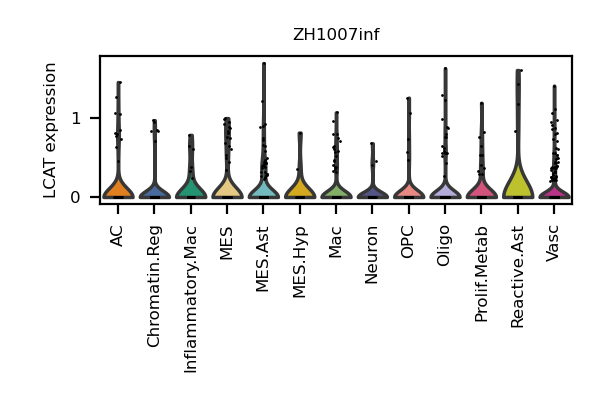 ZH1007inf
LCAT expression
1
0
AC
Chromatin.Reg
Inflammatory.Mac
MES
MES.Ast
MES.Hyp
Mac
Neuron
OPC
Oligo
Prolif.Metab
Reactive.Ast
Vasc